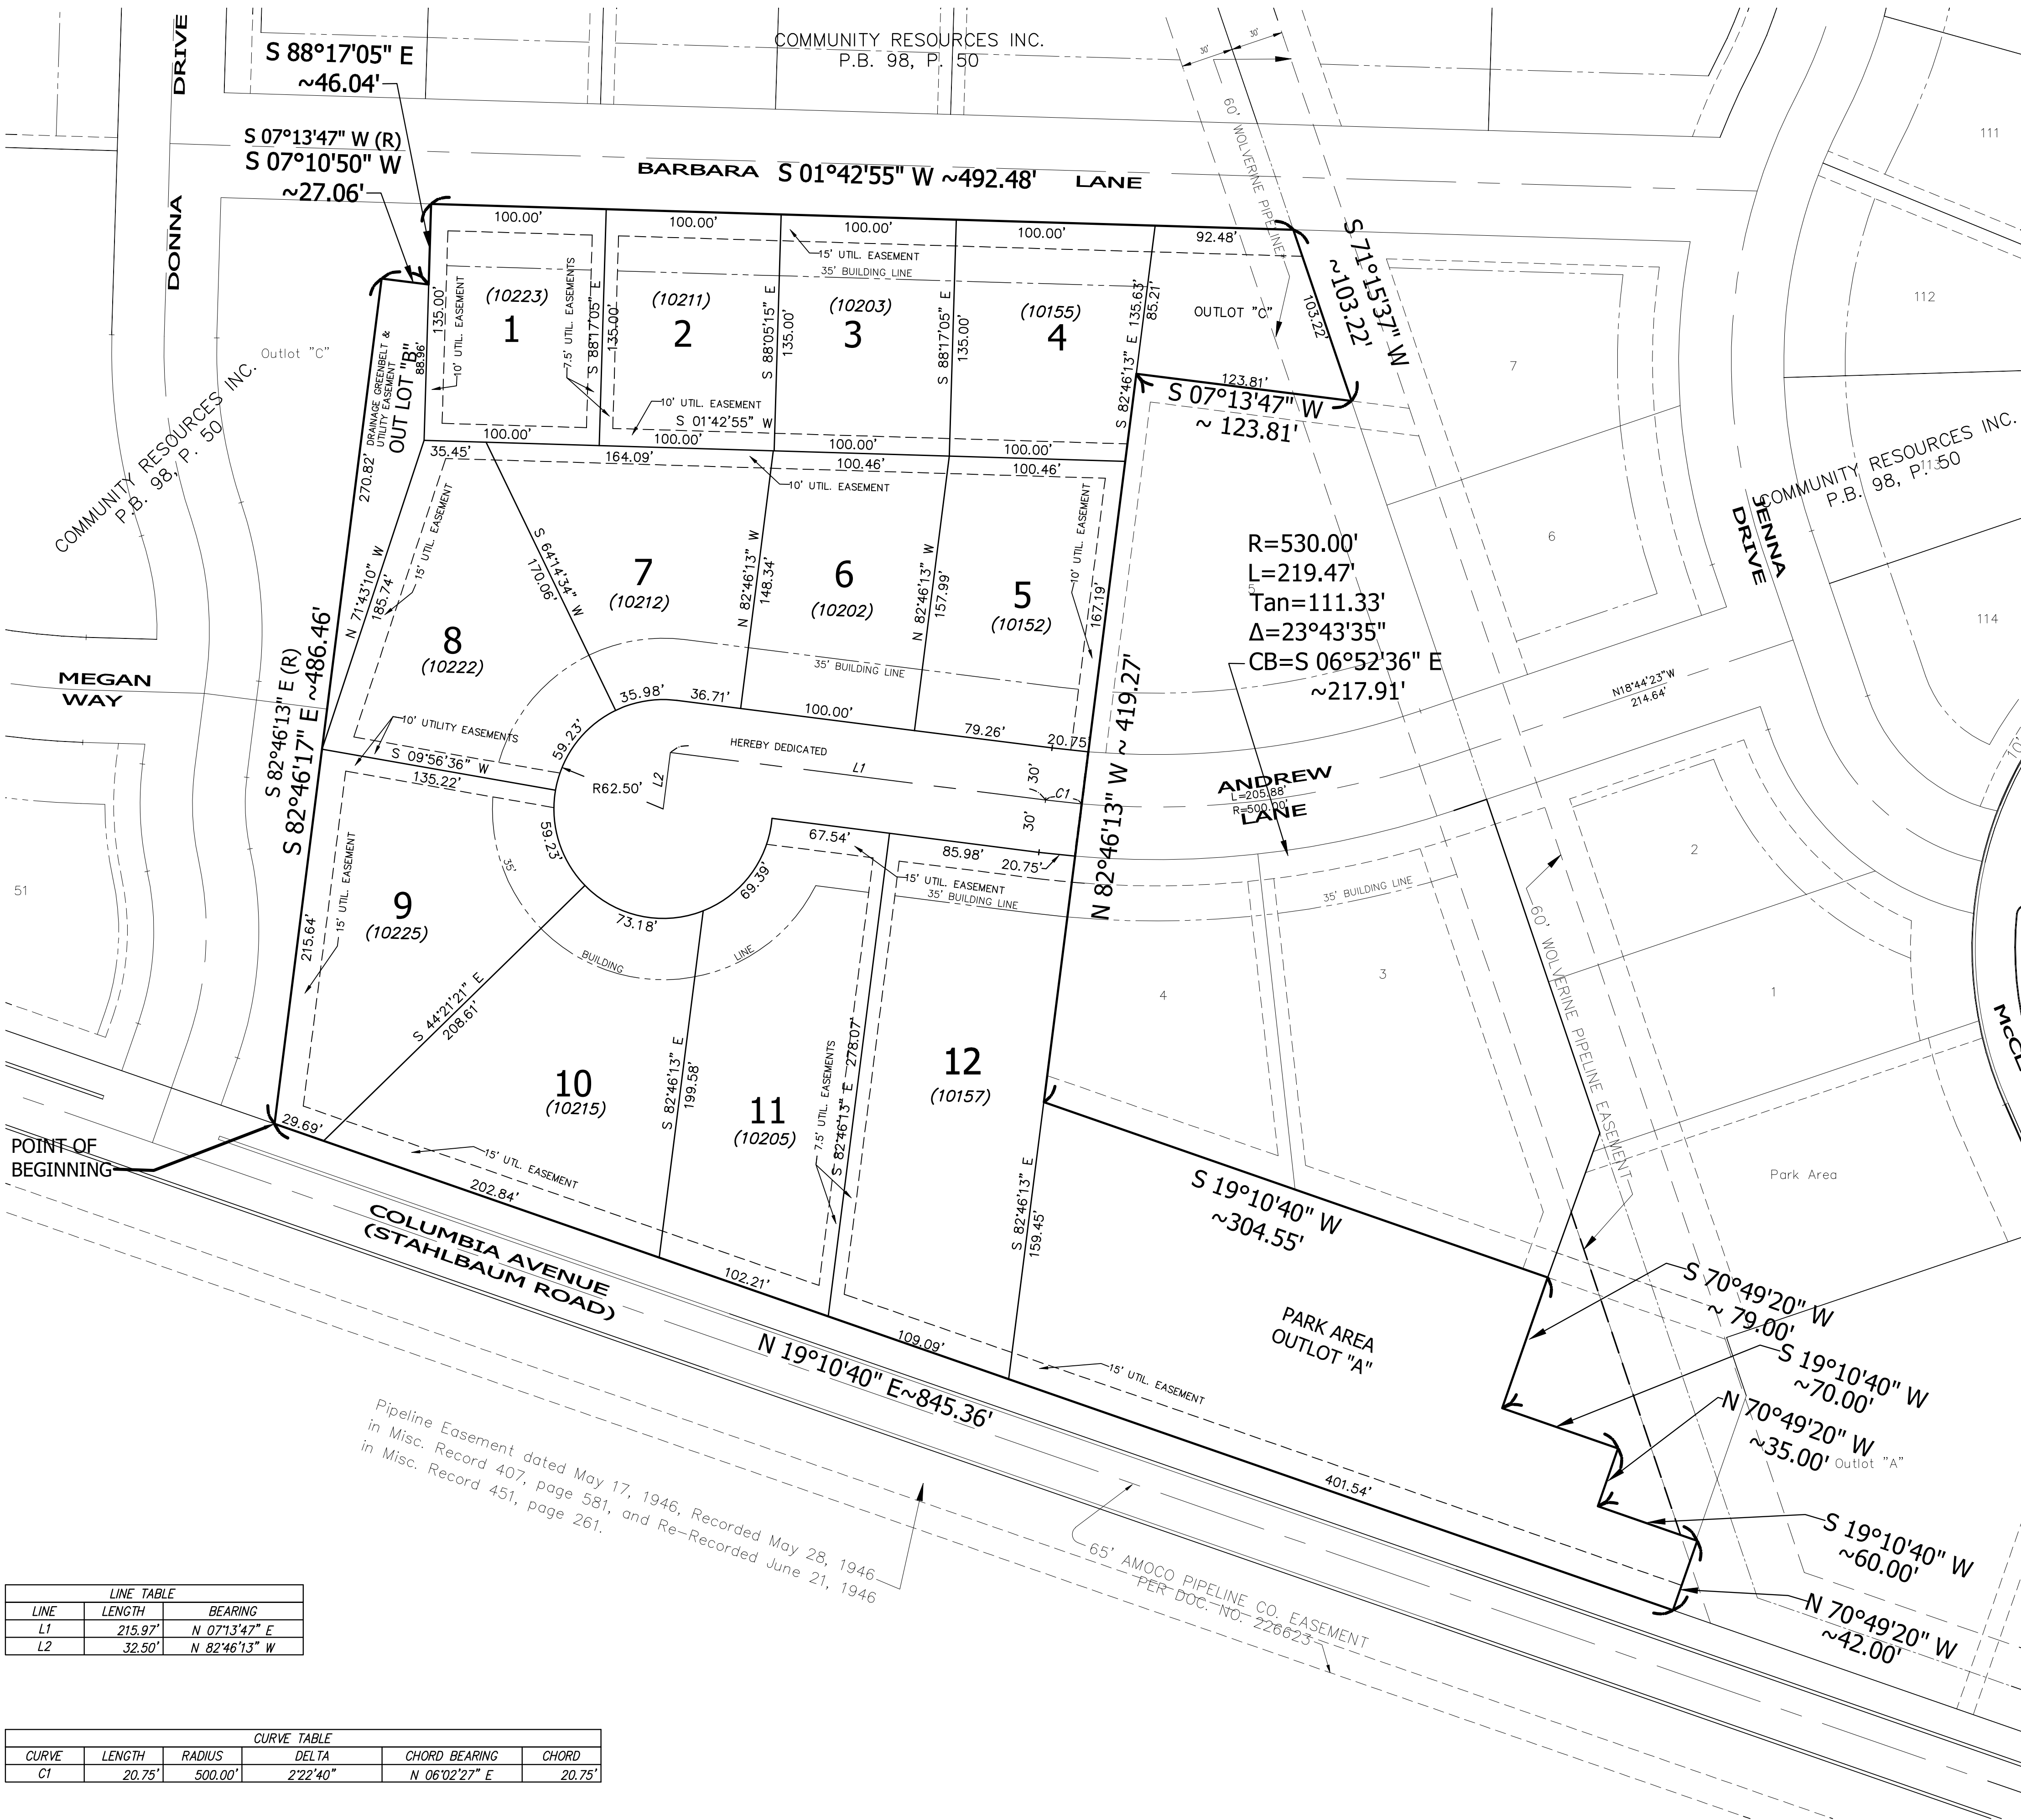 COMMUNITY RESOURCES INC.
P.B. 98, P. 50
DONNA DRIVE
S 88°17'05" E
~46.04'
S 07°13'47" W (R)
S 07°10'50" W
~27.06'
BARBARA S 01°42'55" W ~492.48' LANE
30'
30'
60' WOLVERINE PIPELINE
111
112
100.00'
100.00'
100.00'
100.00'
92.48'
15' UTIL. EASEMENT
35' BUILDING LINE
S 71°15'37" W
~103.22'
103.22'
135.00'
10' UTIL. EASEMENT
(10223)
1
7.5' UTIL. EASEMENTS
S 88°17'05" E
135.00'
(10211)
2
S 88°05'15" E
135.00'
(10203)
3
S 88°17'05" E
135.00'
(10155)
4
S 82°46'13" E 135.63'
85.21'
OUTLOT "C"
123.81'
S 07°13'47" W
~ 123.81'
7
Outlot "C"
COMMUNITY RESOURCES INC.
P.B. 98, P. 50
DRAINAGE GREENBELT &
UTILITY EASEMENT
OUT LOT "B"
88.96'
270.82'
10' UTIL. EASEMENT
S 01°42'55" W
100.00'
100.00'
100.00'
100.00'
35.45'
164.09'
100.46'
100.46'
10' UTIL. EASEMENT
COMMUNITY RESOURCES INC.
P.B. 98, P. 50
113
JENNA
DRIVE
6
5
114
N 71°43'10" W
185.74'
15' UTIL. EASEMENT
8
(10222)
S 64°14'34" W
170.06'
7
(10212)
N 82°46'13" W
148.34'
6
(10202)
N 82°46'13" W
157.99'
5
(10152)
10' UTIL. EASEMENT
167.19'
R=530.00'
L=219.47'
Tan=111.33'
Δ=23°43'35"
CB=S 06°52'36" E
~217.91'
MEGAN
WAY
S 82°46'13" E (R)
S 82°46'17" E ~486.46'
35' BUILDING LINE
N18°44'23"W
214.64'
35.98'
36.71'
100.00'
79.26'
20.75'
59.23'
10' UTILITY EASEMENTS
S 09°56'36" W
135.22'
HEREBY DEDICATED
L1
L2
R62.50'
30'
30'
C1
N 82°46'13" W ~ 419.27'
ANDREW
L=205.88'
R=500.00'
LANE
59.23'
67.54'
85.98'
20.75'
15' UTIL. EASEMENT
35' BUILDING LINE
35' BUILDING LINE
69.39'
73.18'
35'
BUILDING
LINE
51
2
15' UTIL. EASEMENT
9
(10225)
215.64'
60' WOLVERINE PIPELINE EASEMENT
3
4
1
McCL
S 44°21'21" E
208.61'
10
(10215)
S 82°46'13" E
199.58'
11
(10205)
7.5' UTIL. EASEMENTS
S 82°46'13" E 278.07'
12
(10157)
S 82°46'13" E
159.45'
29.69'
POINT OF
BEGINNING
15' UTL. EASEMENT
202.84'
102.21'
109.09'
COLUMBIA AVENUE
(STAHLBAUM ROAD)
N 19°10'40" E~845.36'
S 19°10'40" W
~304.55'
Park Area
PARK AREA
OUTLOT "A"
15' UTIL. EASEMENT
401.54'
S 70°49'20" W
~ 79.00'
S 19°10'40" W
~70.00'
N 70°49'20" W
~35.00'
Outlot "A"
S 19°10'40" W
~60.00'
N 70°49'20" W
~42.00'
Pipeline Easement dated May 17, 1946, Recorded May 28, 1946
in Misc. Record 407, page 581, and Re-Recorded June 21, 1946
in Misc. Record 451, page 261.
65' AMOCO PIPELINE CO. EASEMENT
PER DOC. NO. 226623
LINE TABLE
LINE LENGTH BEARING
L1 215.97' N 07°13'47" E
L2 32.50' N 82°46'13" W
CURVE TABLE
CURVE LENGTH RADIUS DELTA CHORD BEARING CHORD
C1 20.75' 500.00' 2°22'40" N 06°02'27" E 20.75'